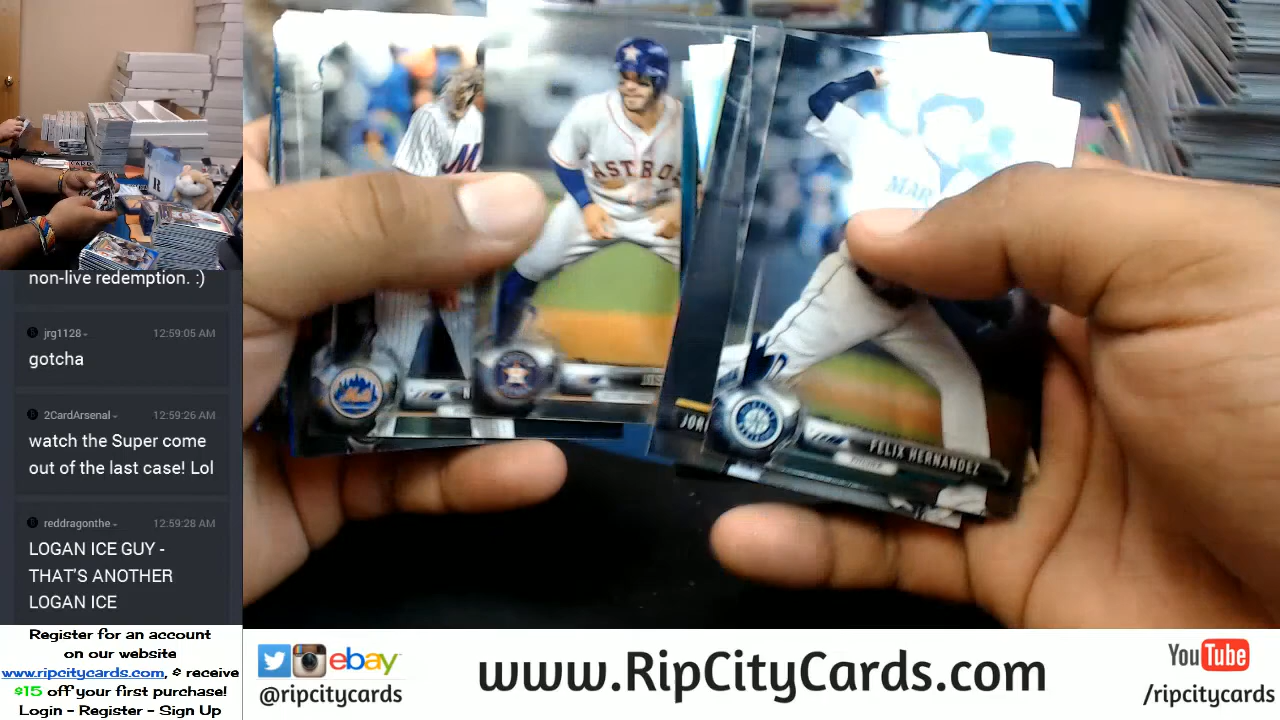 non-live redemption. :)
jrg1128 12:59:05 AM
gotcha
2CardArsenal 12:59:26 AM
watch the Super come
out of the last case! Lol
reddragonthe 12:59:28 AM
LOGAN ICE GUY -
THAT'S ANOTHER
LOGAN ICE
Register for an account
on our website
www.ripcitycards.com, & receive
$15 off your first purchase!
Login - Register - Sign Up
ASTROS
Mets
FELIX HERNANDEZ
ebay
@ripcitycards
www.RipCityCards.com
YouTube
/ripcitycards